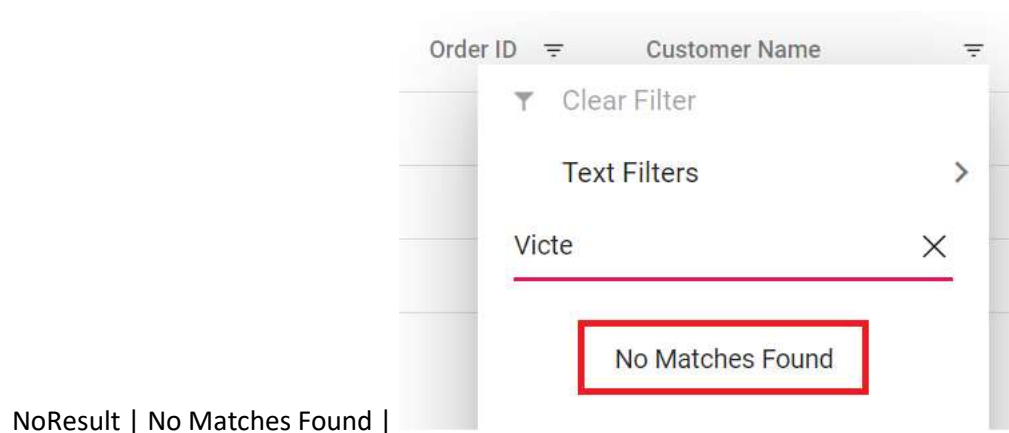 Order ID Customer Name
Clear Filter
Text Filters
Victe
No Matches Found
NoResult | No Matches Found |